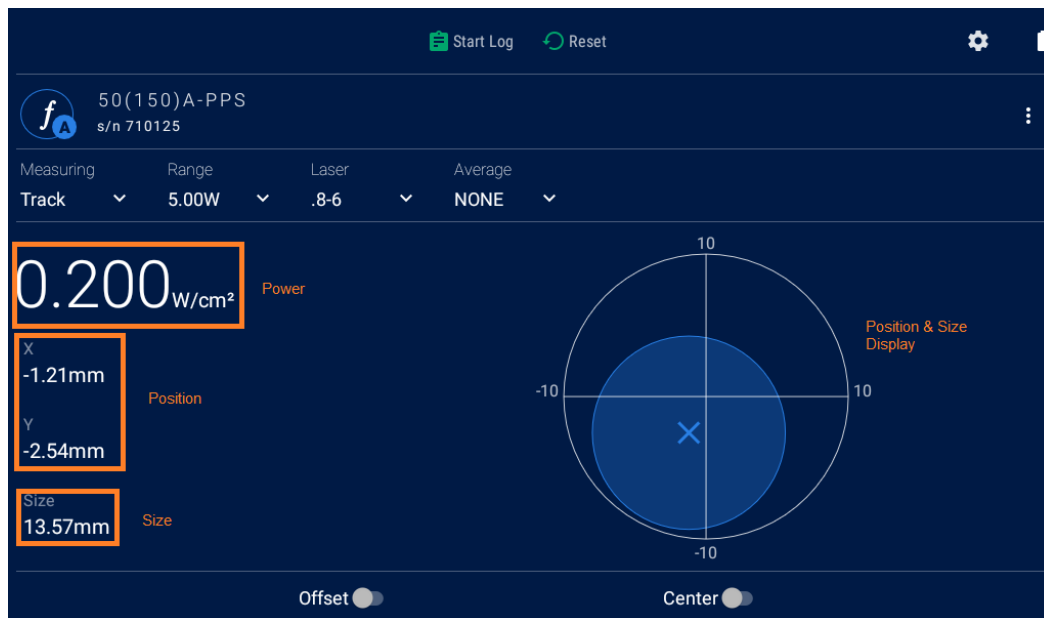 Start Log
Reset
50(150)A-PPS
s/n 710125
A
Measuring
Range
Laser
Average
Track
5.00W
.8-6
NONE
0.200W/cm²
Power
X
-1.21mm
Position
Y
-2.54mm
Size
13.57mm
Size
10
-10
10
-10
Position & Size
Display
Offset
Center